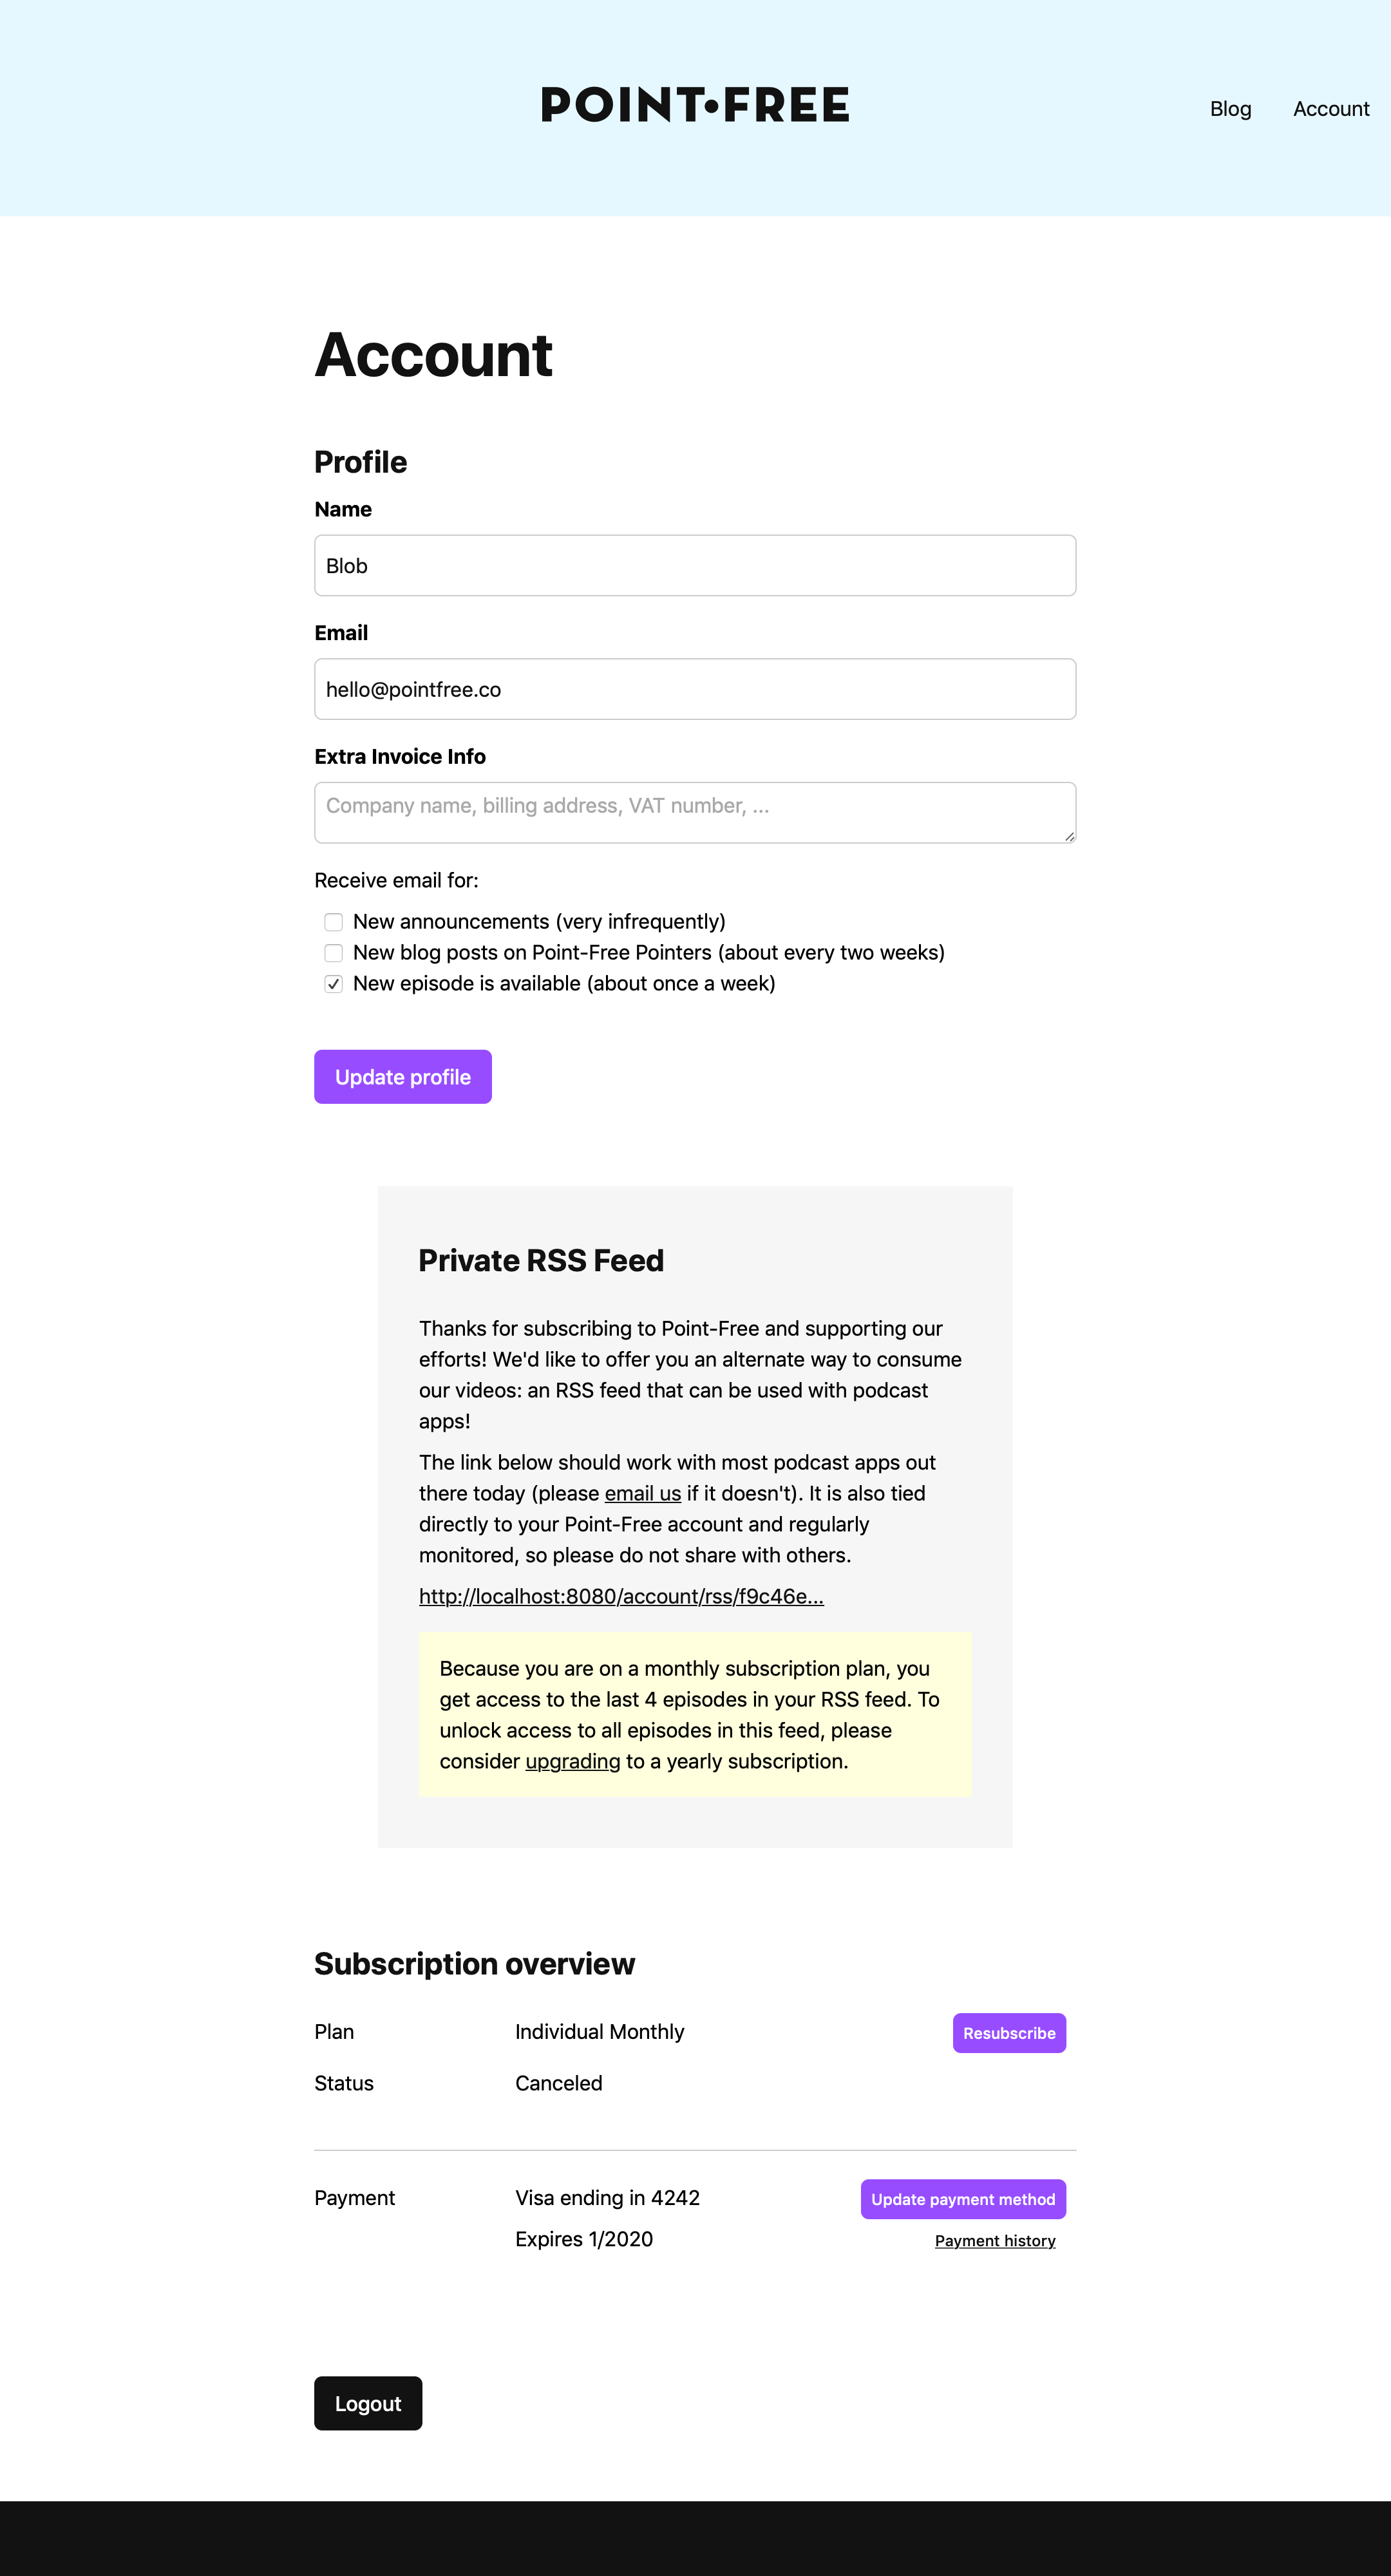 POINT•FREE
Blog
Account
Account
Profile
Name
Blob
Email
hello@pointfree.co
Extra Invoice Info
Company name, billing address, VAT number, ...
Receive email for:
New announcements (very infrequently)
New blog posts on Point-Free Pointers (about every two weeks)
New episode is available (about once a week)
Update profile
Private RSS Feed
Thanks for subscribing to Point-Free and supporting our
efforts! We'd like to offer you an alternate way to consume
our videos: an RSS feed that can be used with podcast
apps!
The link below should work with most podcast apps out
there today (please email us if it doesn't). It is also tied
directly to your Point-Free account and regularly
monitored, so please do not share with others.
http://localhost:8080/account/rss/f9c46e...
Because you are on a monthly subscription plan, you
get access to the last 4 episodes in your RSS feed. To
unlock access to all episodes in this feed, please
consider upgrading to a yearly subscription.
Subscription overview
Plan
Individual Monthly
Resubscribe
Status
Canceled
Payment
Visa ending in 4242
Update payment method
Expires 1/2020
Payment history
Logout